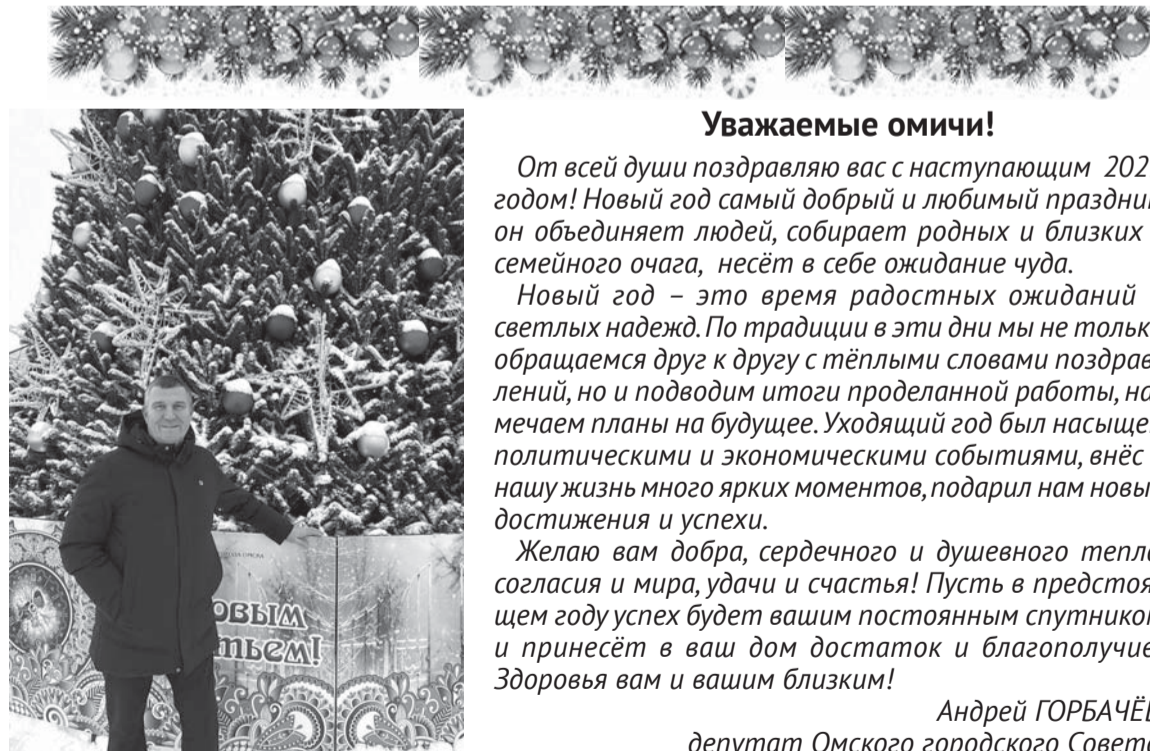 Уважаемые омичи!
От всей души поздравляю вас с наступающим 202
годом! Новый год самый добрый и любимый праздни
он объединяет людей, собирает родных и близких
семейного очага, несёт в себе ожидание чуда.
Новый год – это время радостных ожиданий
светлых надежд. По традиции в эти дни мы не тольк
обращаемся друг к другу с тёплыми словами поздрав
лений, но и подводим итоги проделанной работы, на
мечаем планы на будущее. Уходящий год был насыще
политическими и экономическими событиями, внёс
нашу жизнь много ярких моментов, подарил нам новы
достижения и успехи.
Желаю вам добра, сердечного и душевного тепл
согласия и мира, удачи и счастья! Пусть в предстоя
щем году успех будет вашим постоянным спутнико
и принесёт в ваш дом достаток и благополучие
Здоровья вам и вашим близким!
Андрей ГОРБАЧЁВ
депутат Омского городского Совета
овым
тьем!